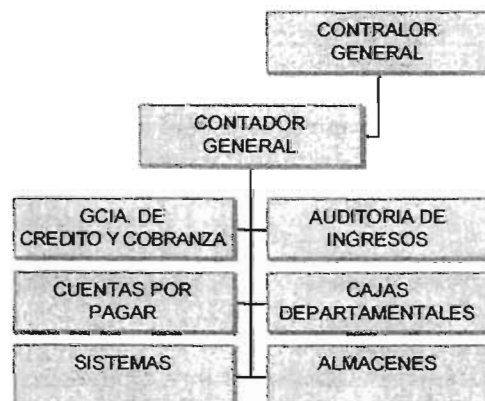 CONTRALOR
GENERAL
CONTADOR
GENERAL
GCIA. DE
CREDITO Y COBRANZA
AUDITORIA DE
INGRESOS
CUENTAS POR
PAGAR
CAJAS
DEPARTAMENTALES
SISTEMAS
ALMACENES